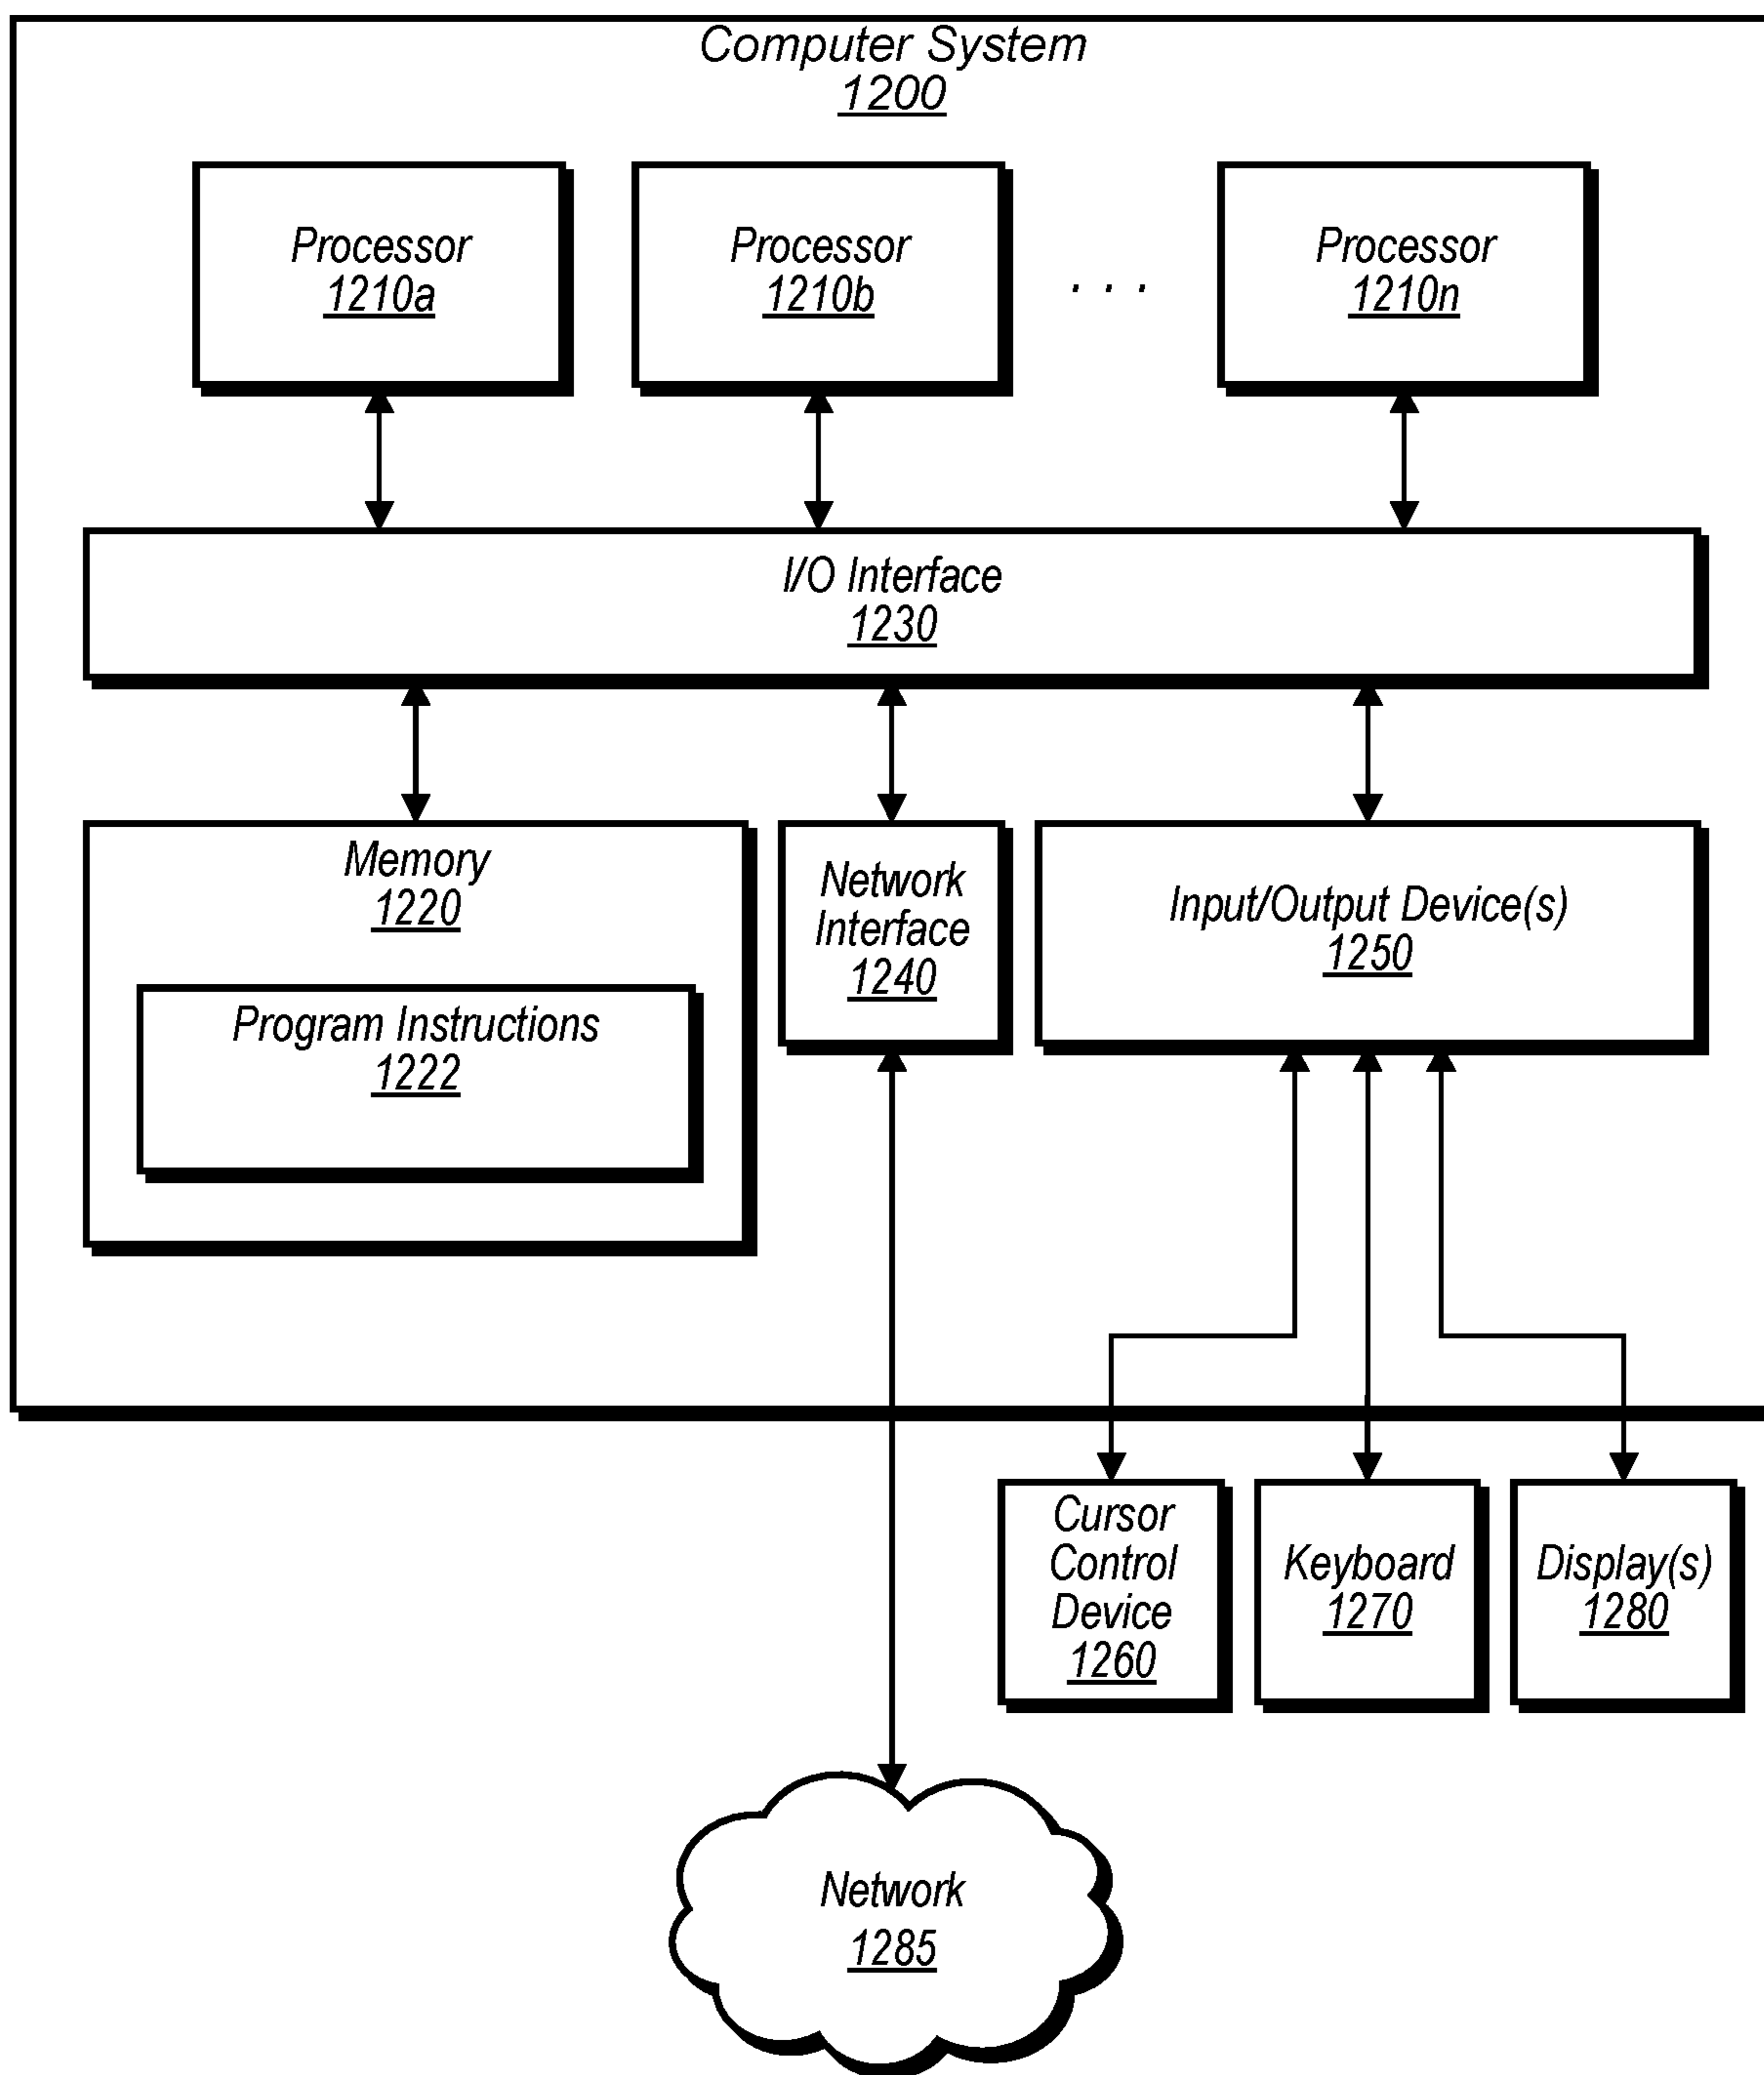 Computer System
1200
Processor
1210a
Processor
1210b
. . .
Processor
1210n
I/O Interface
1230
Memory
1220
Program Instructions
1222
Network
Interface
1240
Input/Output Device(s)
1250
Cursor
Control
Device
1260
Keyboard
1270
Display(s)
1280
Network
1285